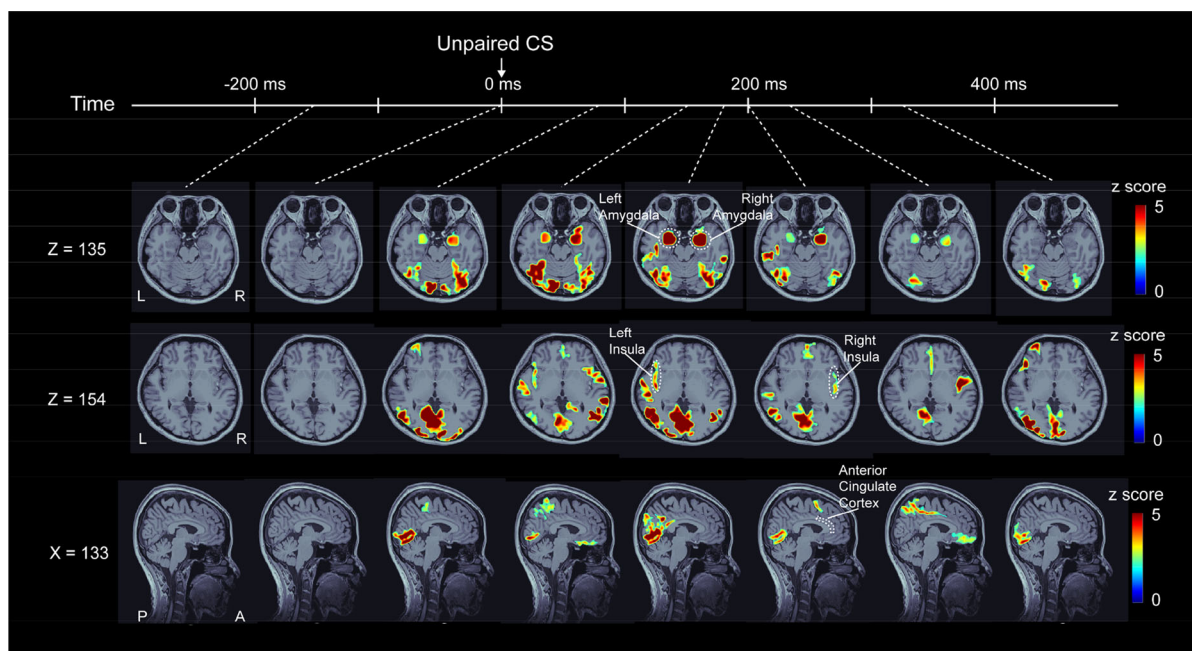 Unpaired CS
-200 ms
0 ms
200 ms
400 ms
Time
z score
5
0
Left
Amygdala
Right
Amygdala
Z = 135
L
R
z score
5
0
Left
Insula
Right
Insula
Z = 154
L
R
z score
5
0
Anterior
Cingulate
Cortex
X = 133
P
A